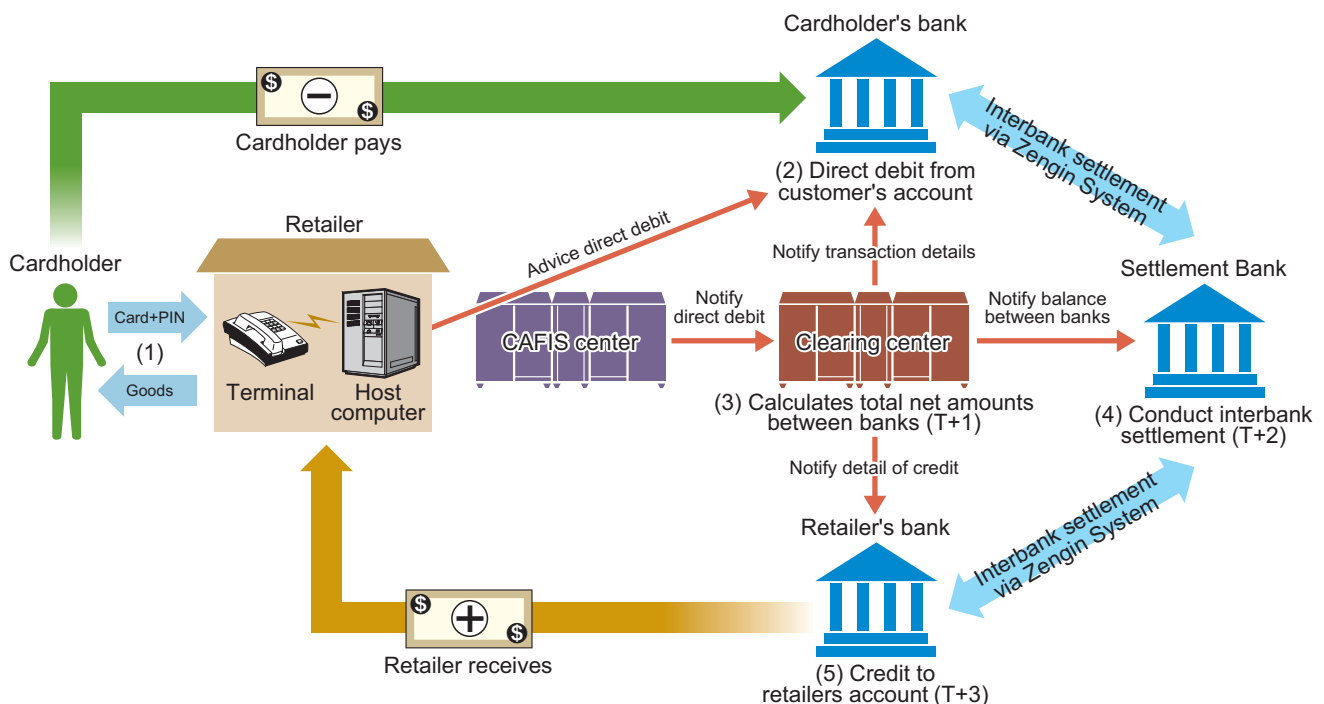 Cardholder's bank
$
$
Cardholder pays
Interbank settlement
via Zengin System
(2) Direct debit from
customer's account
Retailer
Advice direct debit
Notify transaction details
Cardholder
Settlement Bank
Card+PIN
(1)
Goods
Terminal
Host
computer
CAFIS center
Notify
direct debit
Clearing center
Notify balance
between banks
(3) Calculates total net amounts
between banks (T+1)
(4) Conduct interbank
settlement (T+2)
Notify detail of credit
Retailer's bank
Interbank settlement
via Zengin System
$
$
Retailer receives
(5) Credit to
retailers account (T+3)